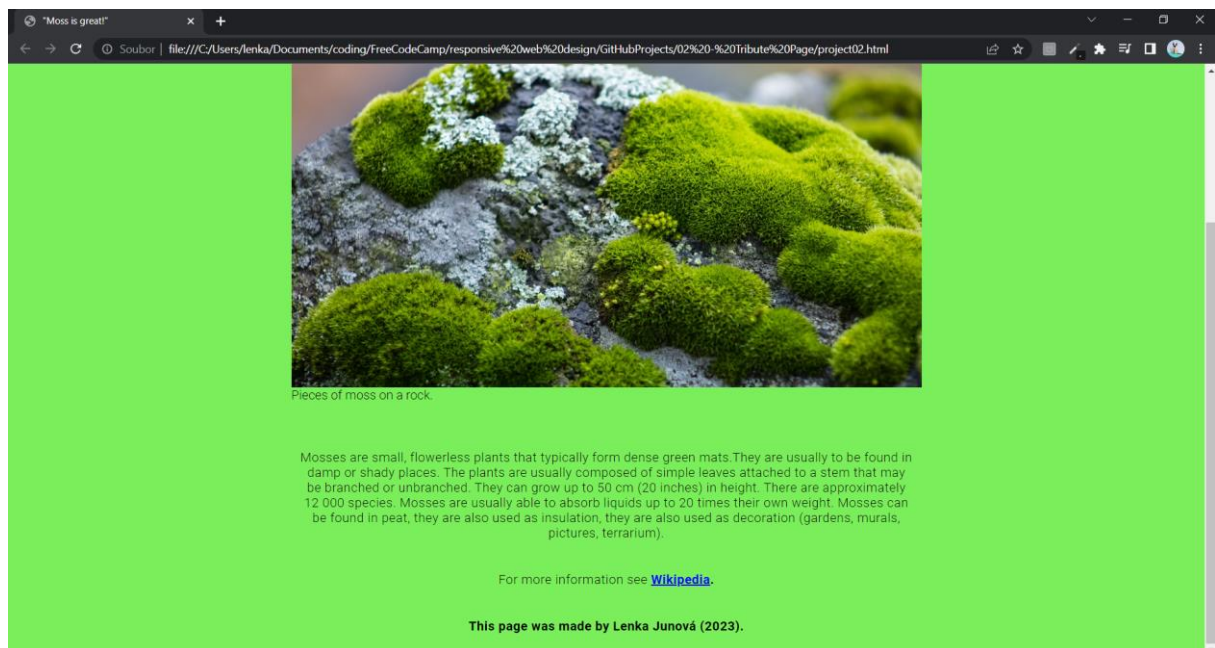 "Moss is great!"
Soubor | file:///C:/Users/lenka/Documents/coding/FreeCodeCamp/responsive%20web%20design/GitHubProjects/02%20-%20Tribute%20Page/project02.html
Pieces of moss on a rock.
Mosses are small, flowerless plants that typically form dense green mats.They are usually to be found in
damp or shady places. The plants are usually composed of simple leaves attached to a stem that may
be branched or unbranched. They can grow up to 50 cm (20 inches) in height. There are approximately
12 000 species. Mosses are usually able to absorb liquids up to 20 times their own weight. Mosses can
be found in peat, they are also used as insulation, they are also used as decoration (gardens, murals,
pictures, terrarium).
For more information see Wikipedia.
This page was made by Lenka Junová (2023).